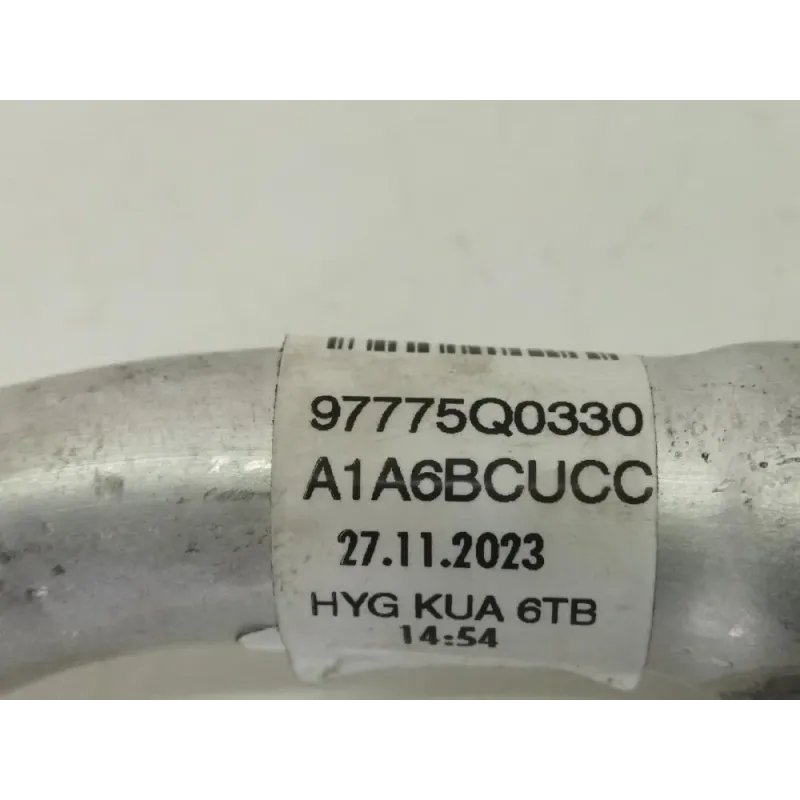 97775Q0330
A1A6BCUCC
27.11.2023
HYG KUA 6TB
14:54